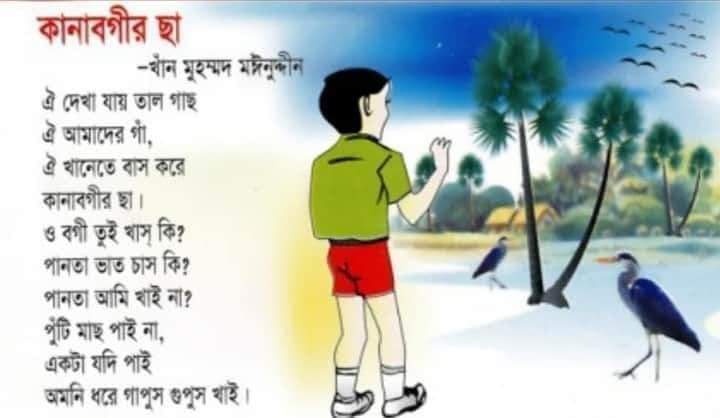 কানাবগীর ছা
–খাঁন মুহম্মদ মঈনুদ্দীন
ঐ দেখা যায় তাল গাছ
ঐ আমাদের গাঁ,
ঐ খানেতে বাস করে
কানাবগীর ছা।
ও বগী তুই খাস্ কি?
পানতা ভাত চাস কি?
পানতা আমি খাই না?
পুঁটি মাছ পাই না,
একটা যদি পাই
অমনি ধরে গাপুস গুপুস খাই।